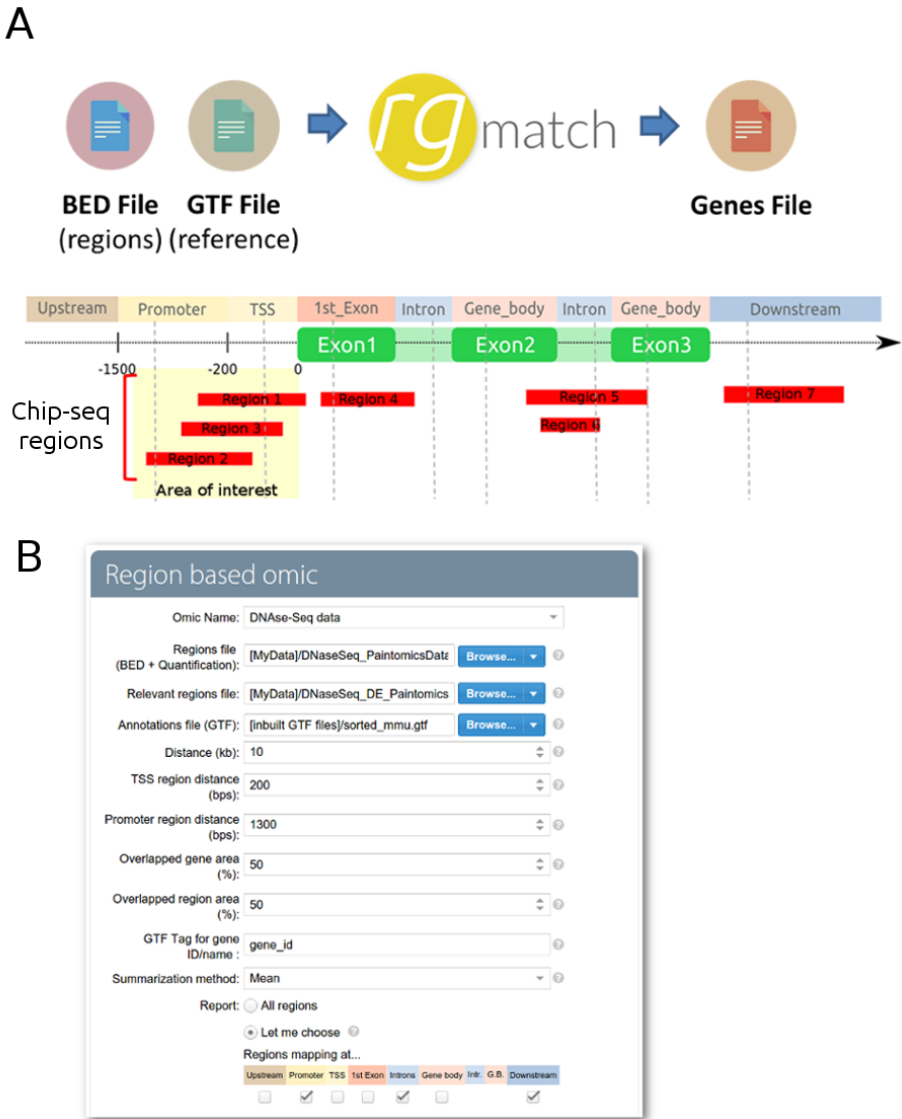 A
rg match
BED File GTF File
(regions) (reference)
Genes File
Upstream Promoter TSS 1st_Exon Intron Gene_body Intron Gene_body Downstream
Exon1 Exon2 Exon3
-1500 -200 0
Chip-seq
regions
Region 1 Region 4 Region 5 Region 7
Region 3 Region 6
Region 2
Area of interest
B
Region based omic
Omic Name: DNAse-Seq data
Regions file
(BED + Quantification): [MyData]/DNaseSeq_PaintomicsData Browse...
Relevant regions file: [MyData]/DNaseSeq_DE_Paintomics Browse...
Annotations file (GTF): [inbuilt GTF files]/sorted_mmu.gtf Browse...
Distance (kb): 10
TSS region distance
(bps): 200
Promoter region distance
(bps): 1300
Overlapped gene area
(%): 50
Overlapped region area
(%): 50
GTF Tag for gene
ID/name : gene_id
Summarization method: Mean
Report: All regions
Let me choose
Regions mapping at...
Upstream Promoter TSS 1st Exon Introns Gene body Intr. G.B. Downstream